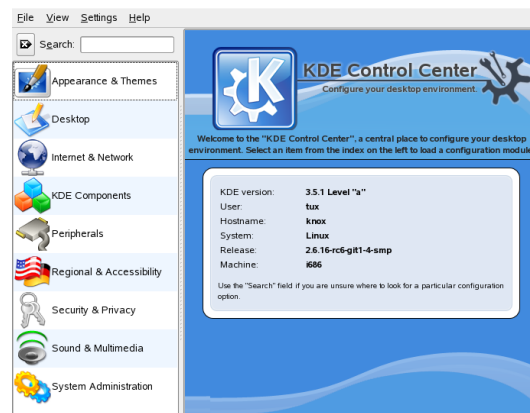 File View Settings Help
Search:
Appearance & Themes
Desktop
Internet & Network
KDE Components
Peripherals
Regional & Accessibility
Security & Privacy
Sound & Multimedia
System Administration
K
KDE Control Center
Configure your desktop environment.
Welcome to the "KDE Control Center", a central place to configure your desktop
environment. Select an item from the index on the left to load a configuration module
KDE version: 3.5.1 Level "a"
User: tux
Hostname: knox
System: Linux
Release: 2.6.16-rc6-git1-4-smp
Machine: i686
Use the "Search" field if you are unsure where to look for a particular configuration
option.